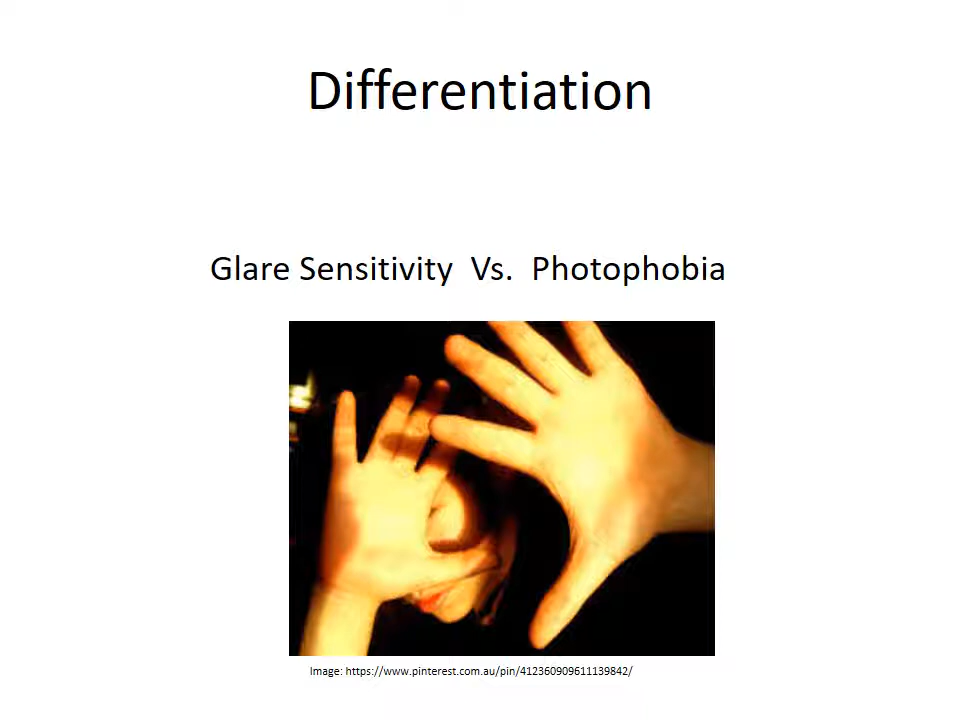 Differentiation
Glare Sensitivity Vs. Photophobia
Image: https://www.pinterest.com.au/pin/412360909611139842/